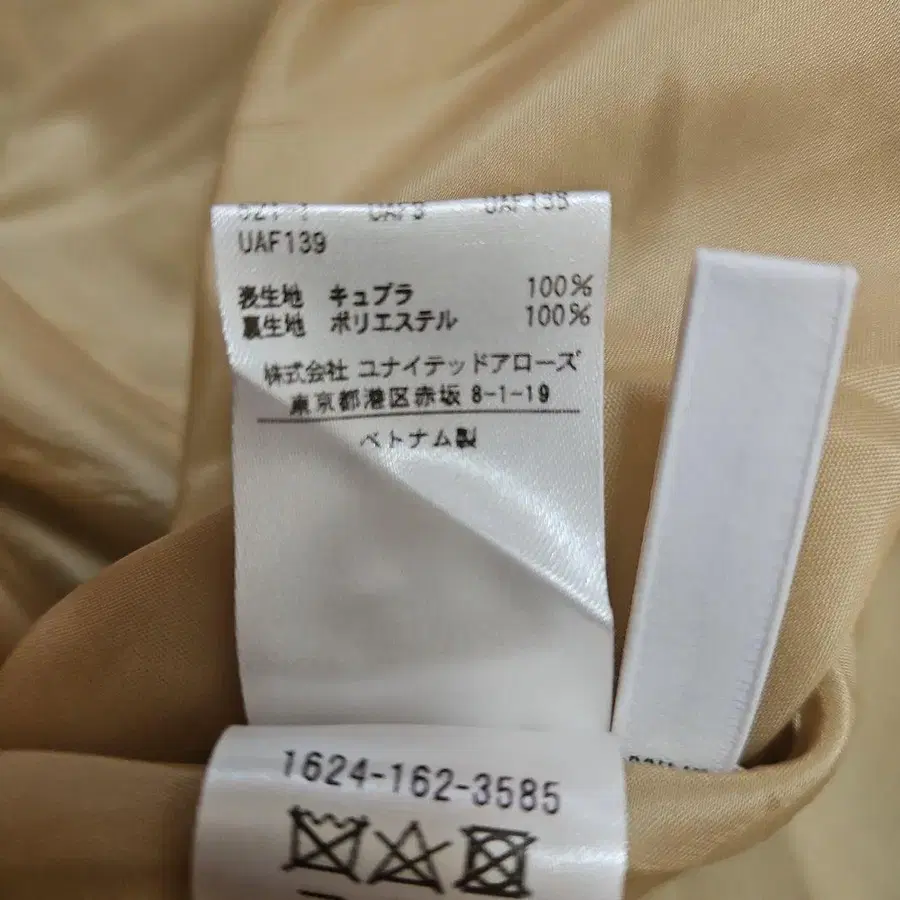 UAF139
表生地 キュプラ 100%
裏生地 ポリエステル 100%
株式会社 ユナイテッドアローズ
東京都港区赤坂 8-1-19
ベトナム製
1624-162-3585